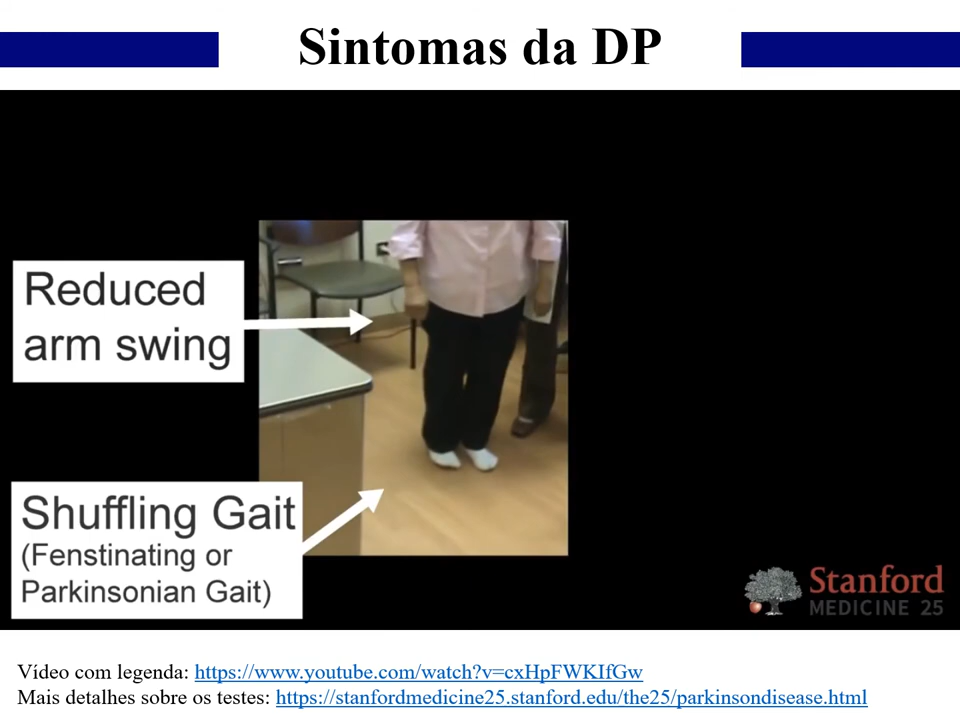 Sintomas da DP
Reduced
arm swing
Shuffling Gait
(Fenstinating or
Parkinsonian Gait)
Stanford
MEDICINE 25
Vídeo com legenda: https://www.youtube.com/watch?v=cxHpFWKIfGw
Mais detalhes sobre os testes: https://stanfordmedicine25.stanford.edu/the25/parkinsondisease.html